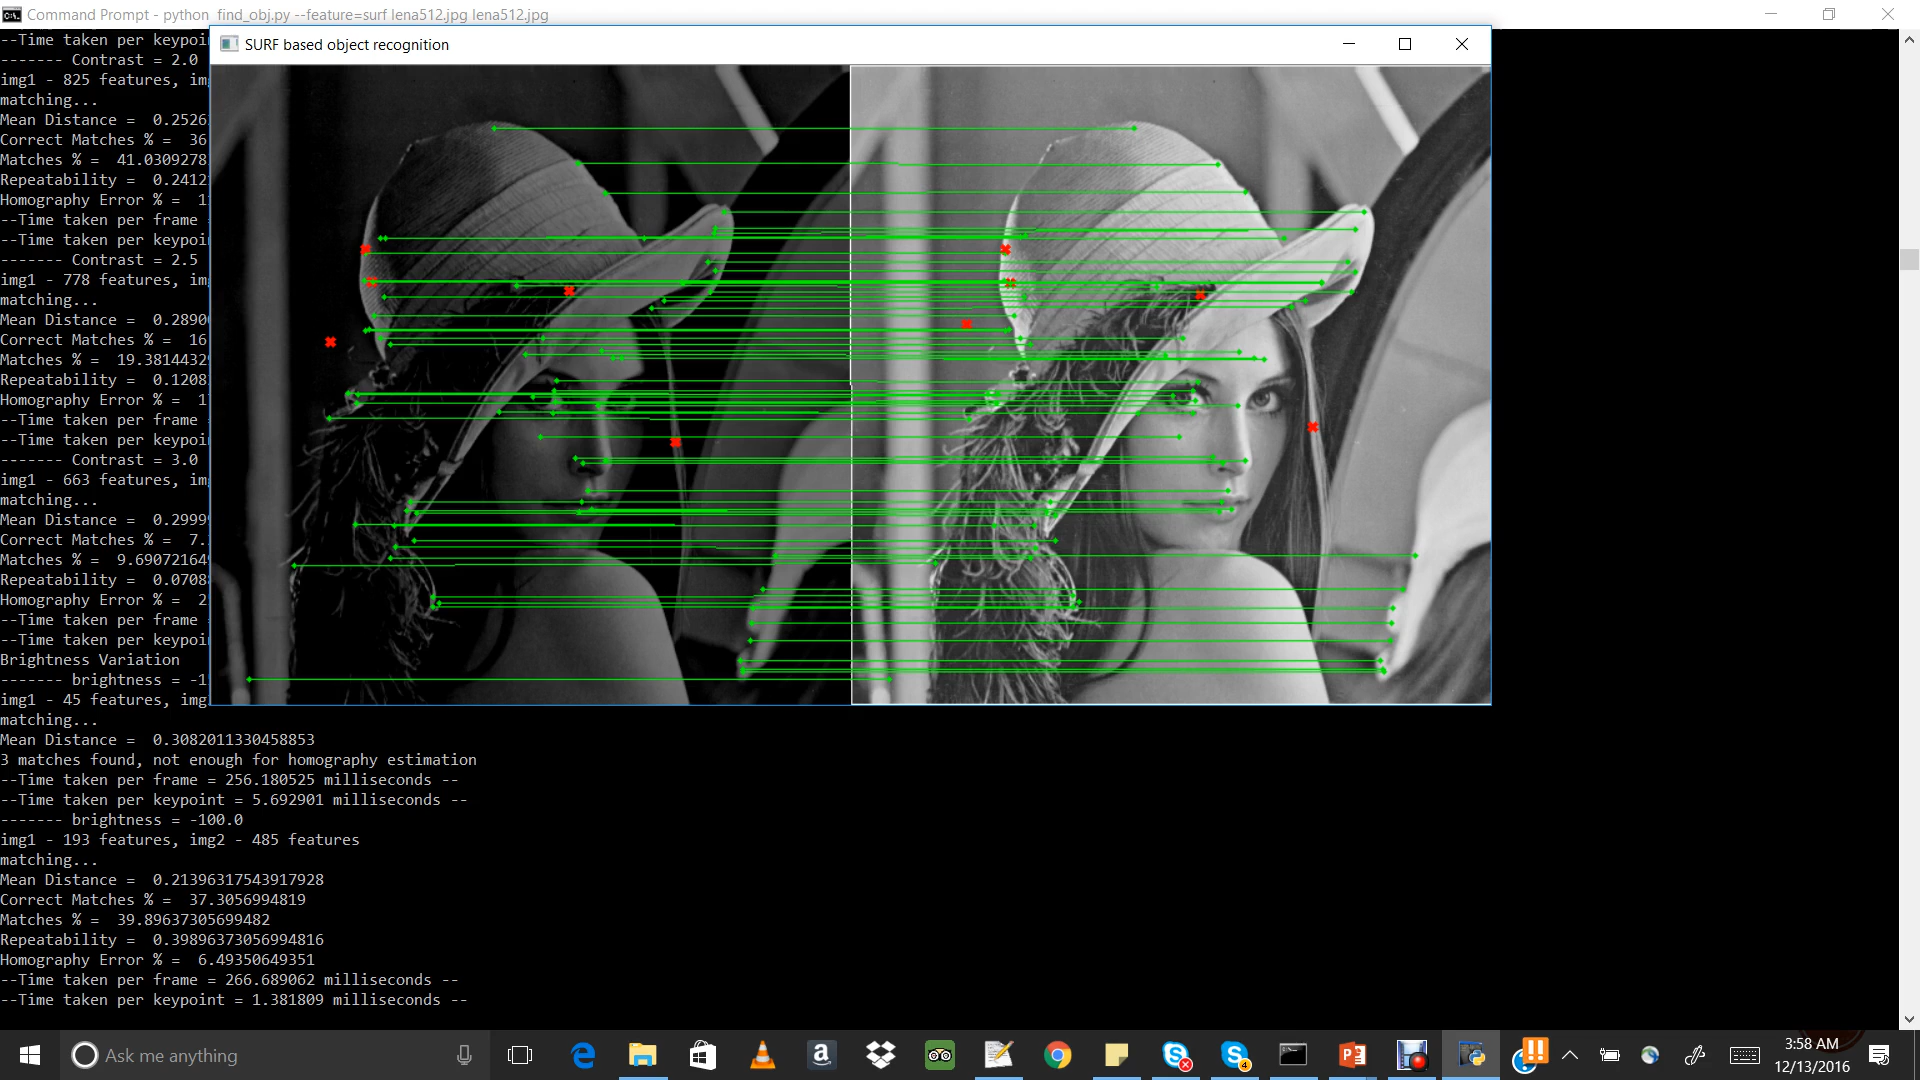 Command Prompt - python find_obj.py --feature=surf lena512.jpg lena512.jpg
SURF based object recognition
--Time taken per keypoi
------- Contrast = 2.0
img1 - 825 features, im
matching...
Mean Distance = 0.2526
Correct Matches % = 36
Matches % = 41.0309278
Repeatability = 0.2412
Homography Error % = 1
--Time taken per frame
--Time taken per keypoi
------- Contrast = 2.5
img1 - 778 features, im
matching...
Mean Distance = 0.2890
Correct Matches % = 16
Matches % = 19.3814432
Repeatability = 0.1208
Homography Error % = 1
--Time taken per frame
--Time taken per keypoi
------- Contrast = 3.0
img1 - 663 features, im
matching...
Mean Distance = 0.2999
Correct Matches % = 7.
Matches % = 9.69072164
Repeatability = 0.0708
Homography Error % = 2
--Time taken per frame
--Time taken per keypoi
Brightness Variation
------- brightness = -1
img1 - 45 features, img
matching...
Mean Distance = 0.3082011330458853
3 matches found, not enough for homography estimation
--Time taken per frame = 256.180525 milliseconds --
--Time taken per keypoint = 5.692901 milliseconds --
------- brightness = -100.0
img1 - 193 features, img2 - 485 features
matching...
Mean Distance = 0.21396317543917928
Correct Matches % = 37.3056994819
Matches % = 39.89637305699482
Repeatability = 0.39896373056994816
Homography Error % = 6.49350649351
--Time taken per frame = 266.689062 milliseconds --
--Time taken per keypoint = 1.381809 milliseconds --
Ask me anything
3:58 AM
12/13/2016